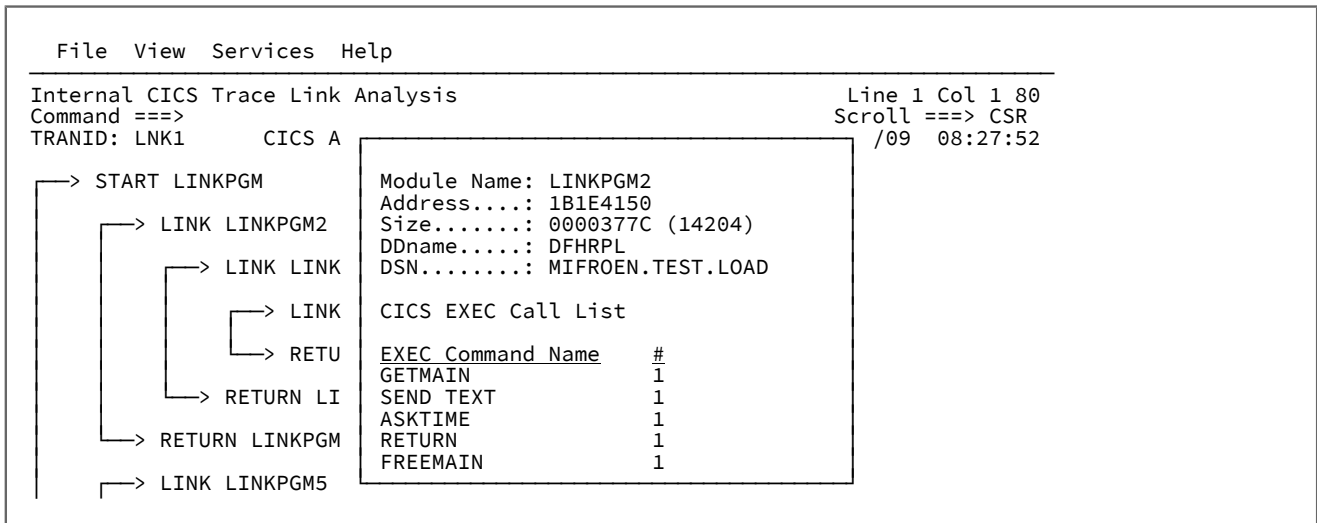 File View Services Help
Internal CICS Trace Link Analysis Line 1 Col 1 80
Command ===> Scroll ===> CSR
TRANID: LNK1 CICS A /09 08:27:52
START LINKPGM Module Name: LINKPGM2
Address....: 1B1E4150
LINK LINKPGM2 Size.......: 0000377C (14204)
DDname.....: DFHRPL
LINK LINK DSN........: MIFROEN.TEST.LOAD
LINK CICS EXEC Call List
RETU EXEC Command Name #
GETMAIN 1
RETURN LI SEND TEXT 1
ASKTIME 1
RETURN LINKPGM RETURN 1
FREEMAIN 1
LINK LINKPGM5